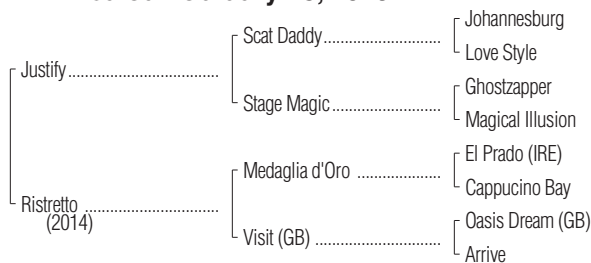 Johannesburg
Scat Daddy
Love Style
Justify
Ghostzapper
Stage Magic
Magical Illusion
El Prado (IRE)
Medaglia d'Oro
Cappucino Bay
Ristretto
(2014)
Oasis Dream (GB)
Visit (GB)
Arrive